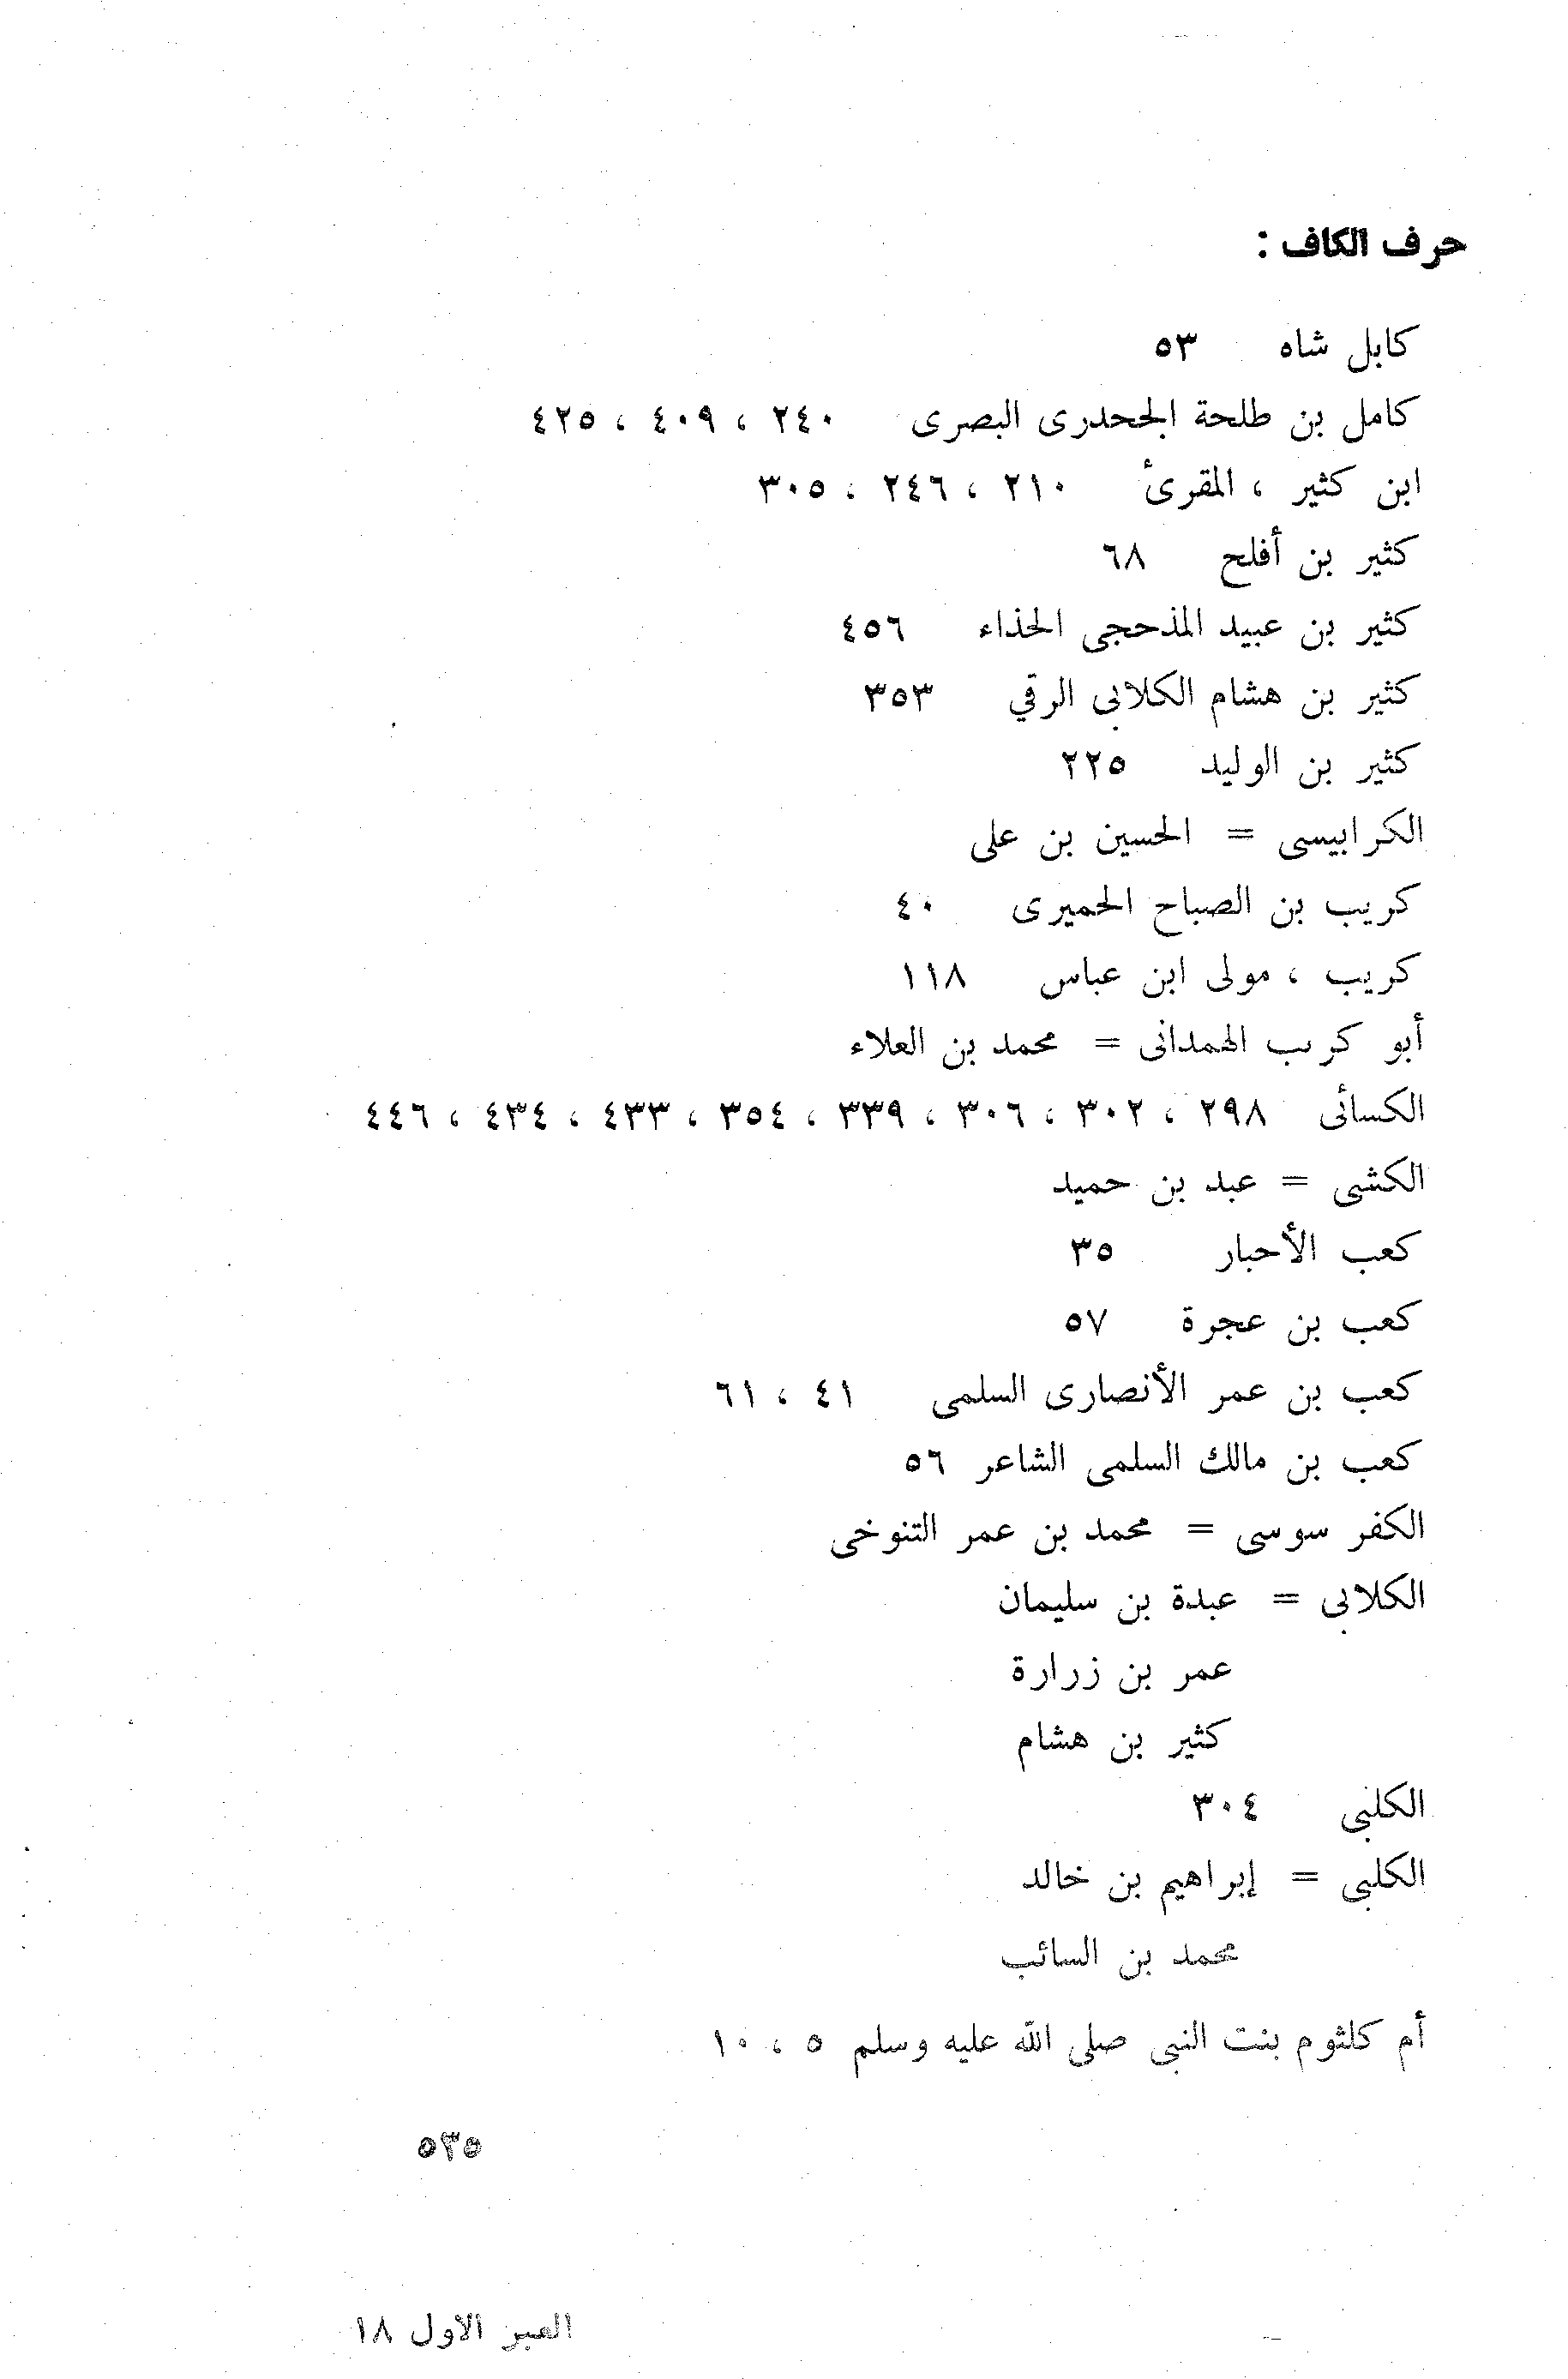 حرف الكاف :
كابل شاه ٥٣
كامل بن طلحة الجحدرى البصرى ٢٤٠ ، ٤٠٩ ، ٤٢٥
ابن كثير ، المقرئ ٢١٠ ، ٢٤٦ ، ٣٠٥
كثير بن أفلح ٦٨
كثير بن عبيد المذحجى الحذاء ٤٥٦
كثير بن هشام الكلابى الرقي ٣٥٣
كثير بن الوليد ٢٢٥
الكرابيسى = الحسين بن على
كريب بن الصباح الحميرى ٤٠
كريب ، مولى ابن عباس ١١٨
أبو كريب الهمدانى = محمد بن العلاء
الكسائى ٢٩٨ ، ٣٠٢ ، ٣٠٦ ، ٣٣٩ ، ٣٥٤ ، ٤٣٣ ، ٤٣٤ ، ٤٤٦
الكشى = عبد بن حميد
كعب الأحبار ٣٥
كعب بن عجرة ٥٧
كعب بن عمر الأنصارى السلمى ٤١ ، ٦١
كعب بن مالك السلمى الشاعر ٥٦
الكفر سوسى = محمد بن عمر التنوخى
الكلابى = عبدة بن سليمان
عمر بن زرارة
كثير بن هشام
الكلبى ٣٠٤
الكلبى = إبراهيم بن خالد
محمد بن السائب
أم كلثوم بنت النبى صلى الله عليه وسلم ٥ ، ١٠
٥٣٥
العبر الاول ١٨